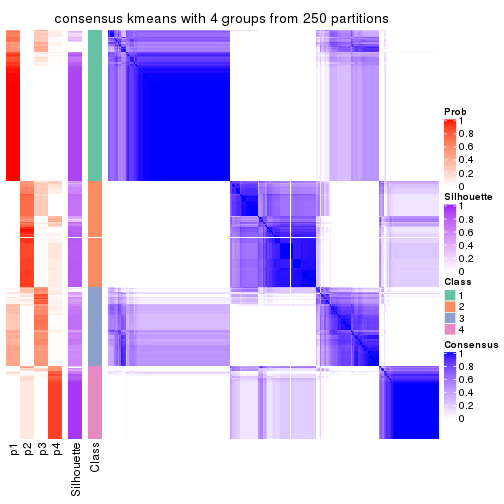 consensus kmeans with 4 groups from 250 partitions
Prob
1
0.8
0.6
0.4
0.2
0
Silhouette
1
0.8
0.6
0.4
0.2
0
Class
1
2
3
4
Consensus
1
0.8
0.6
0.4
0.2
0
p1
p2
p3
p4
Silhouette
Class